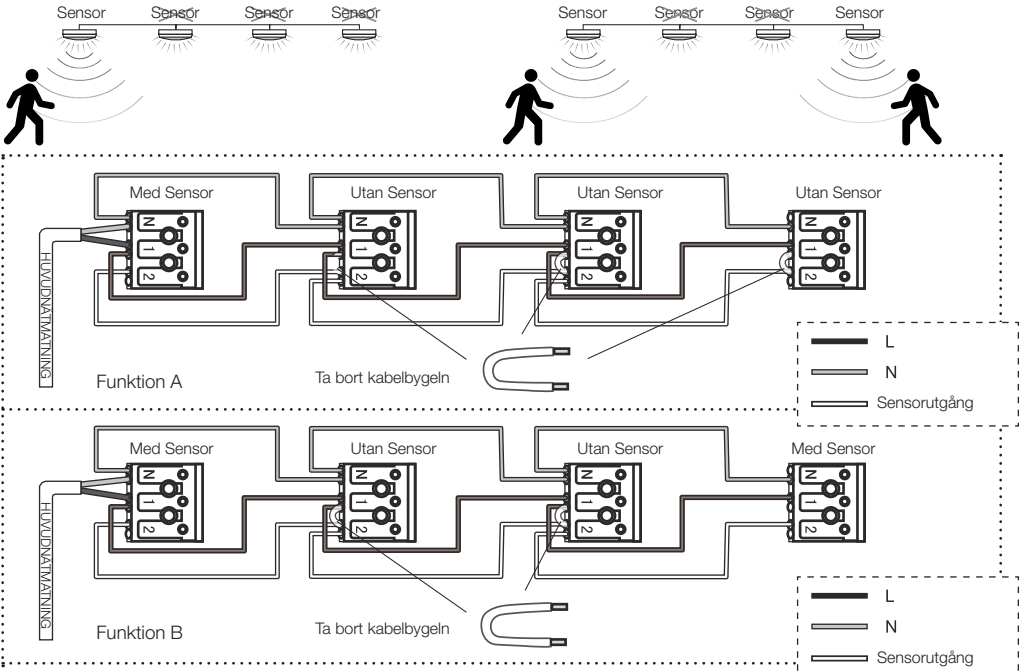 Sensor Sensor Sensor Sensor
Sensor Sensor Sensor Sensor
Med Sensor
Utan Sensor
Utan Sensor
Utan Sensor
N
1
2
N
1
2
N
1
2
N
1
2
HUVUDNÄTMATNING
Funktion A
Ta bort kabelbygeln
L
N
Sensorutgång
Med Sensor
Utan Sensor
Utan Sensor
Med Sensor
N
1
2
N
1
2
N
1
2
N
1
2
HUVUDNÄTMATNING
Funktion B
Ta bort kabelbygeln
L
N
Sensorutgång